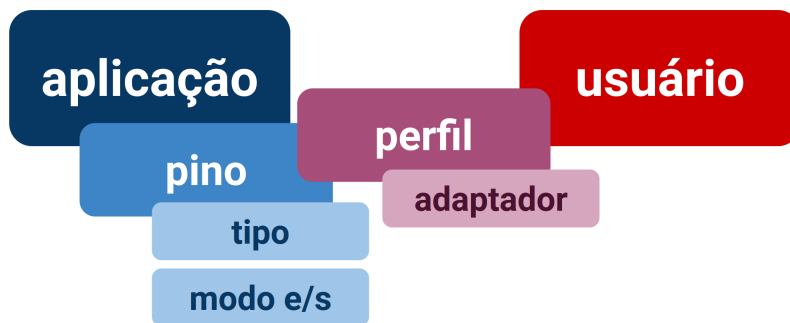 aplicação
usuário
perfil
pino
adaptador
tipo
modo e/s